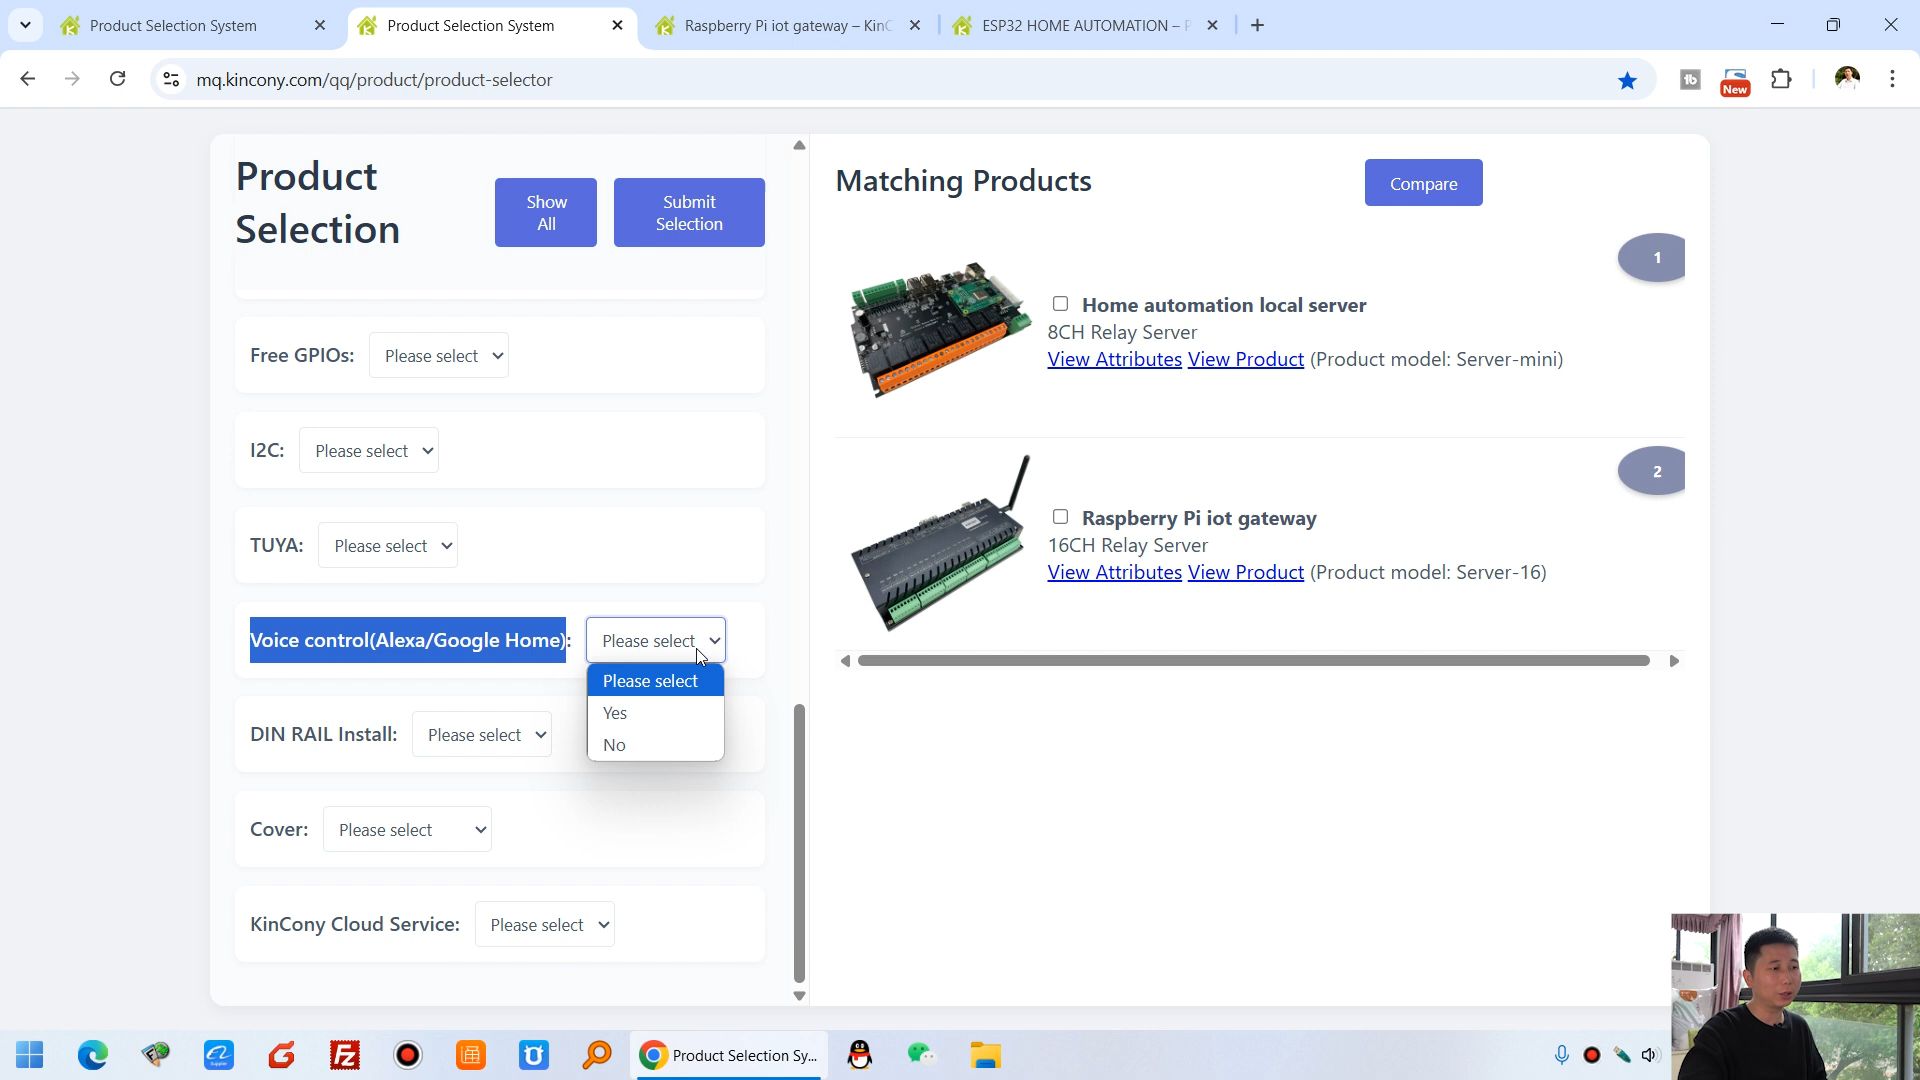 Product Selection System
Product Selection System
Raspberry Pi iot gateway – KinC
ESP32 HOME AUTOMATION – P
mq.kincony.com/qq/product/product-selector
New
Product
Selection
Show
All
Submit
Selection
Free GPIOs:
Please select
I2C:
Please select
TUYA:
Please select
Voice control(Alexa/Google Home):
Please select
Please select
Yes
No
DIN RAIL Install:
Please select
Cover:
Please select
KinCony Cloud Service:
Please select
Matching Products
Compare
1
Home automation local server
8CH Relay Server
View Attributes View Product (Product model: Server-mini)
2
Raspberry Pi iot gateway
16CH Relay Server
View Attributes View Product (Product model: Server-16)
Product Selection Sy...